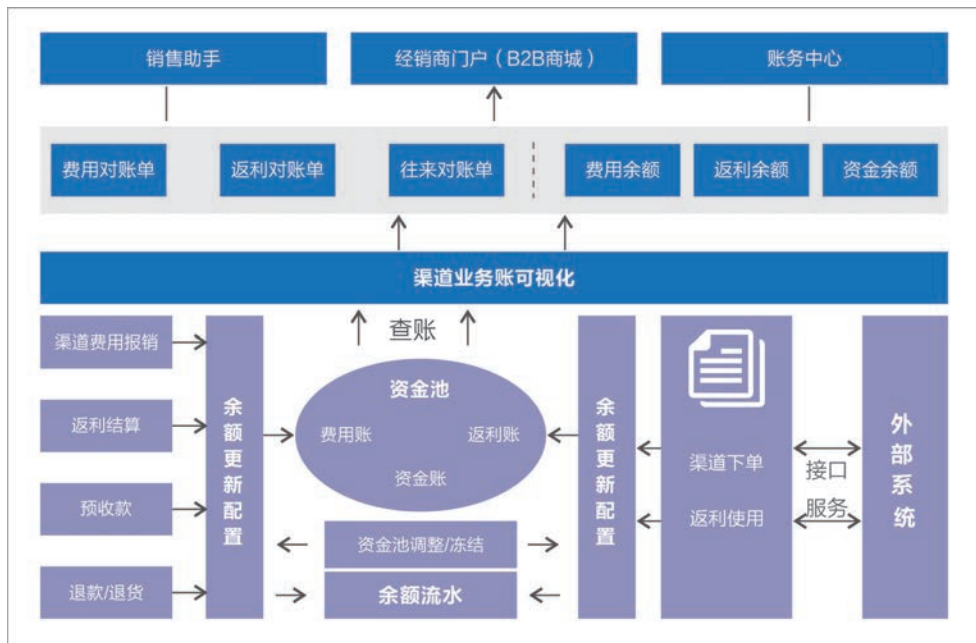 销售助手
经销商门户（B2B商城）
账务中心
费用对账单
返利对账单
往来对账单
费用余额
返利余额
资金余额
渠道业务账可视化
查账
渠道费用报销
返利结算
预收款
退款/退货
余额更新配置
资金池
费用账
返利账
资金账
资金池调整/冻结
余额流水
余额更新配置
渠道下单
返利使用
接口
服务
外部系统